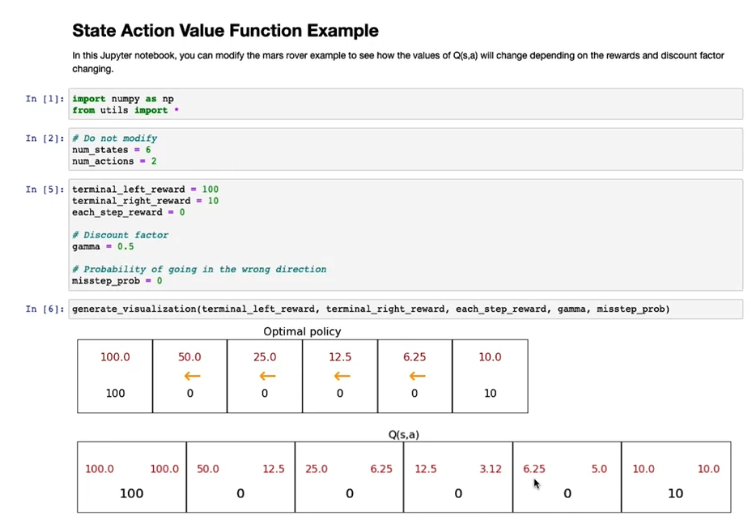 State Action Value Function Example
In this Jupyter notebook, you can modify the mars rover example to see how the values of Q(s,a) will change depending on the rewards and discount factor
changing.
In [1]: import numpy as np
from utils import *
In [2]: # Do not modify
num_states = 6
num_actions = 2
In [5]: terminal_left_reward = 100
terminal_right_reward = 10
each_step_reward = 0
# Discount factor
gamma = 0.5
# Probability of going in the wrong direction
misstep_prob = 0
In [6]: generate_visualization(terminal_left_reward, terminal_right_reward, each_step_reward, gamma, misstep_prob)
Optimal policy
100.0 50.0 25.0 12.5 6.25 10.0
← ← ← ←
100 0 0 0 0 10
Q(s,a)
100.0 100.0 50.0 12.5 25.0 6.25 12.5 3.12 6.25 5.0 10.0 10.0
100 0 0 0 0 10